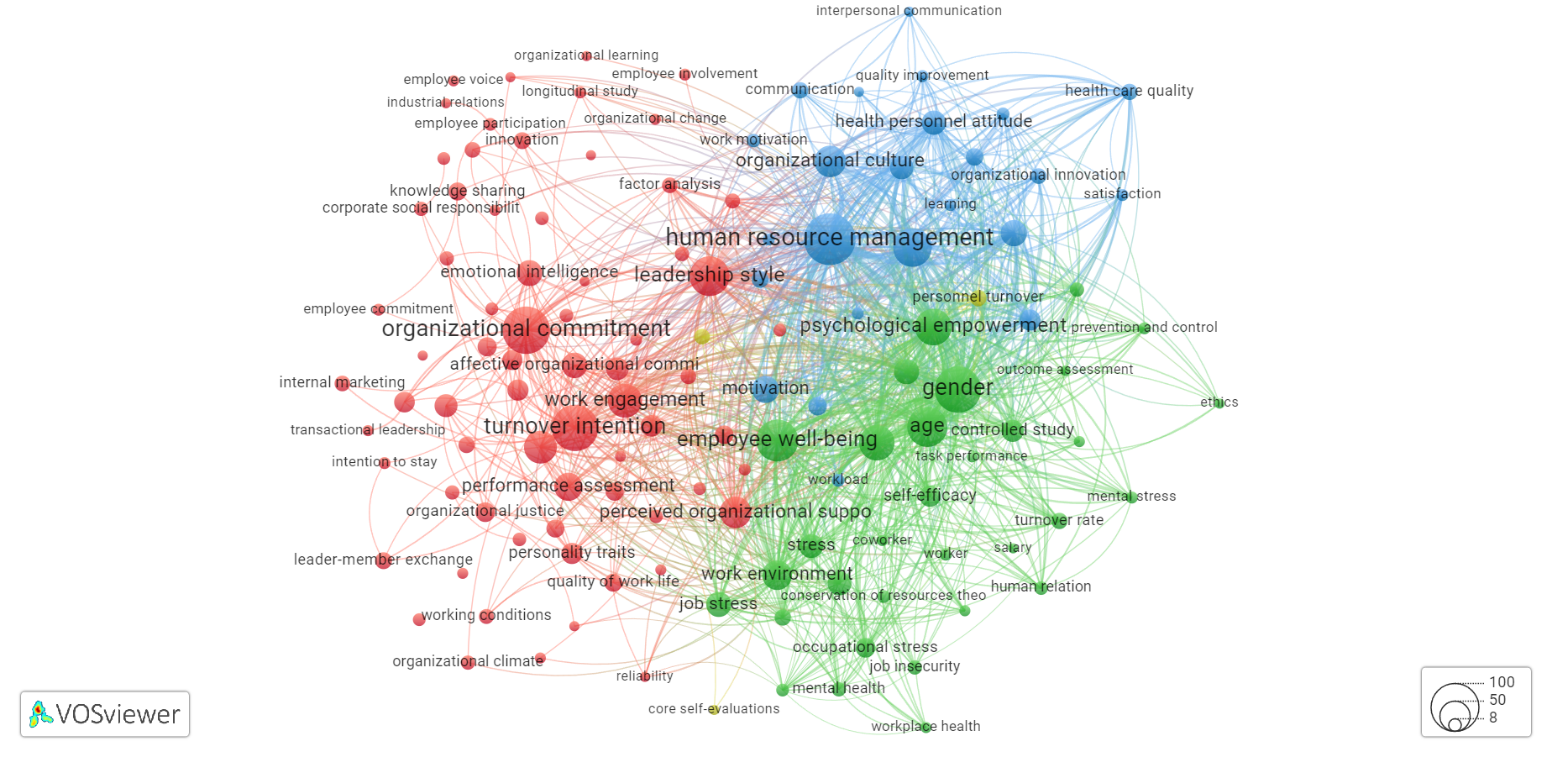 interpersonal communication
organizational learning
employee involvement
quality improvement
employee voice
longitudinal study
communication
health care quality
industrial relations
organizational change
employee participation
health personnel attitude
innovation
work motivation
organizational culture
organizational innovation
factor analysis
knowledge sharing
satisfaction
corporate social responsibilit
learning
human resource management
emotional intelligence
leadership style
personnel turnover
employee commitment
organizational commitment
psychological empowerment
prevention and control
affective organizational commi
outcome assessment
internal marketing
motivation
gender
work engagement
ethics
transactional leadership
turnover intention
age
controlled study
employee well-being
intention to stay
task performance
workload
performance assessment
self-efficacy
mental stress
organizational justice
perceived organizational suppo
turnover rate
stress
coworker
salary
personality traits
worker
leader-member exchange
work environment
quality of work life
human relation
conservation of resources theo
job stress
working conditions
occupational stress
organizational climate
job insecurity
reliability
mental health
core self-evaluations
workplace health
VOSviewer
100
50
8